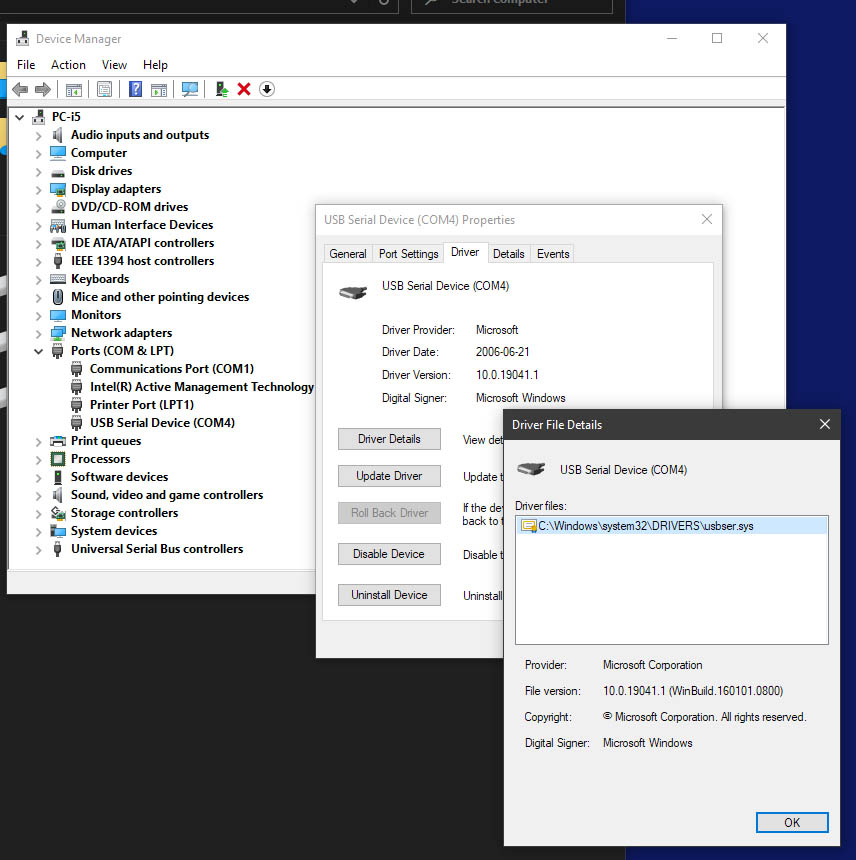 Search Computer
Device Manager
File Action View Help
PC-i5
Audio inputs and outputs
Computer
Disk drives
Display adapters
DVD/CD-ROM drives
Human Interface Devices
IDE ATA/ATAPI controllers
IEEE 1394 host controllers
Keyboards
Mice and other pointing devices
Monitors
Network adapters
Ports (COM & LPT)
Communications Port (COM1)
Intel(R) Active Management Technology
Printer Port (LPT1)
USB Serial Device (COM4)
Print queues
Processors
Software devices
Sound, video and game controllers
Storage controllers
System devices
Universal Serial Bus controllers
USB Serial Device (COM4) Properties
General Port Settings Driver Details Events
USB Serial Device (COM4)
Driver Provider: Microsoft
Driver Date: 2006-06-21
Driver Version: 10.0.19041.1
Digital Signer: Microsoft Windows
Driver Details View det
Update Driver Update t
Roll Back Driver If the dev
back to t
Disable Device Disable t
Uninstall Device Uninstall
Driver File Details
USB Serial Device (COM4)
Driver files:
C:\Windows\system32\DRIVERS\usbser.sys
Provider: Microsoft Corporation
File version: 10.0.19041.1 (WinBuild.160101.0800)
Copyright: © Microsoft Corporation. All rights reserved.
Digital Signer: Microsoft Windows
OK